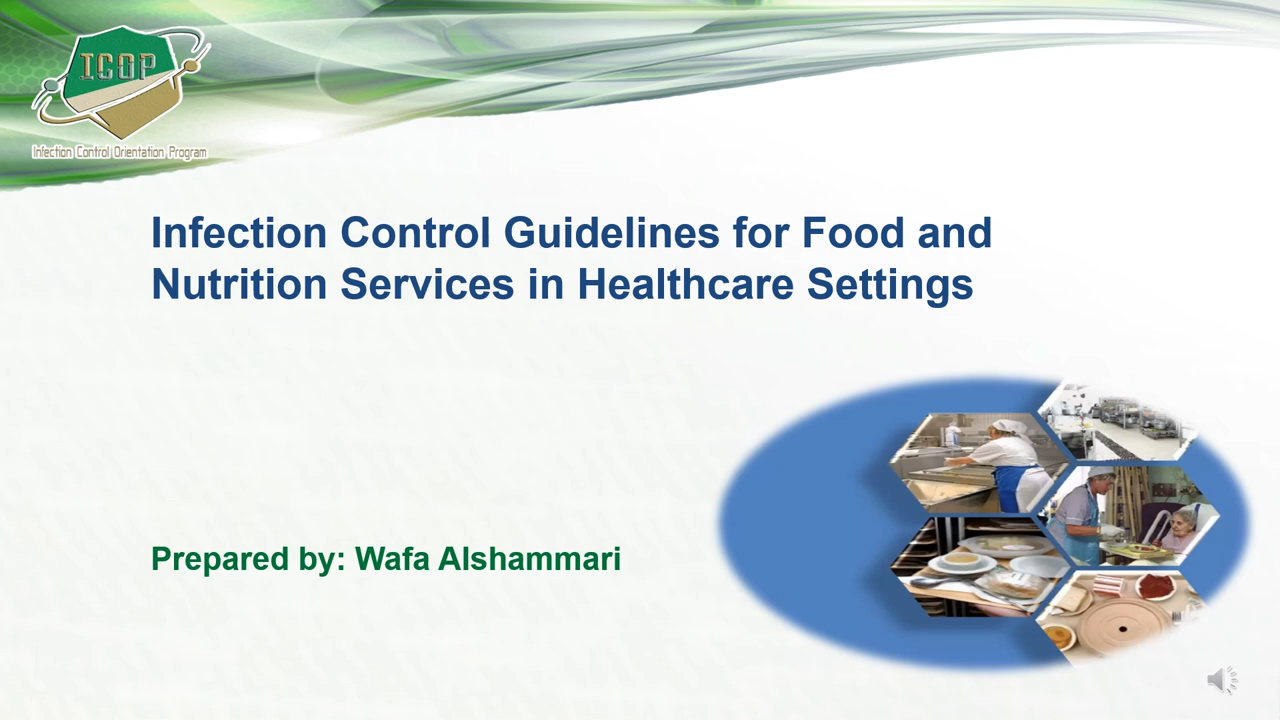 ICOP
Infection Control Orientation Program
Infection Control Guidelines for Food and
Nutrition Services in Healthcare Settings
Prepared by: Wafa Alshammari